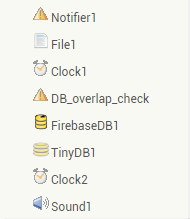 Notifier1
File1
Clock1
DB_overlap_check
FirebaseDB1
TinyDB1
Clock2
Sound1